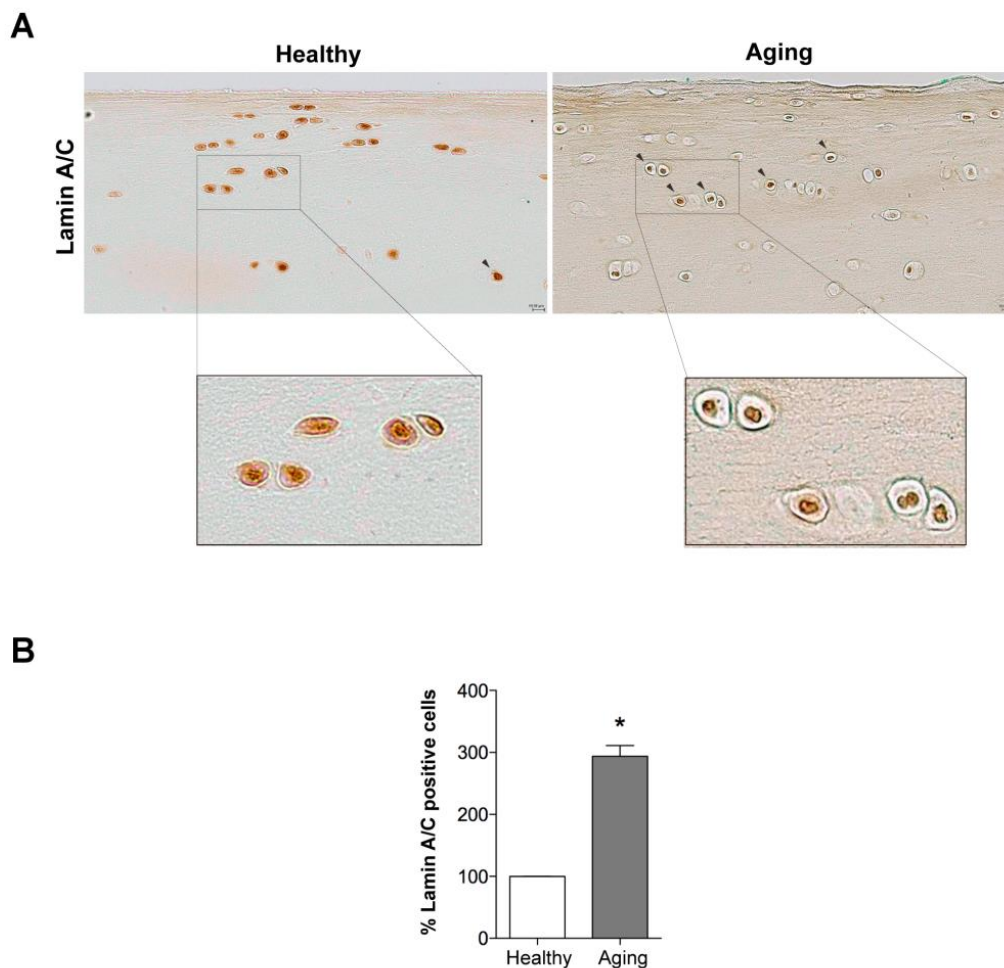 A
Healthy
Aging
Lamin A/C
B
% Lamin A/C positive cells
400
300
200
100
0
*
Healthy
Aging